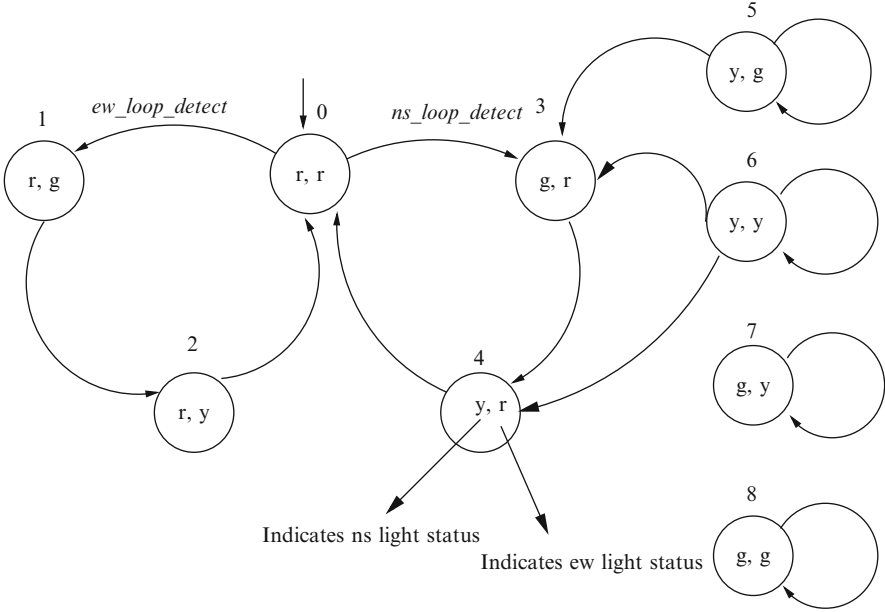 5
y, g
ew_loop_detect
0
ns_loop_detect
3
1
r, g
r, r
g, r
6
y, y
2
r, y
4
y, r
7
g, y
8
g, g
Indicates ns light status
Indicates ew light status